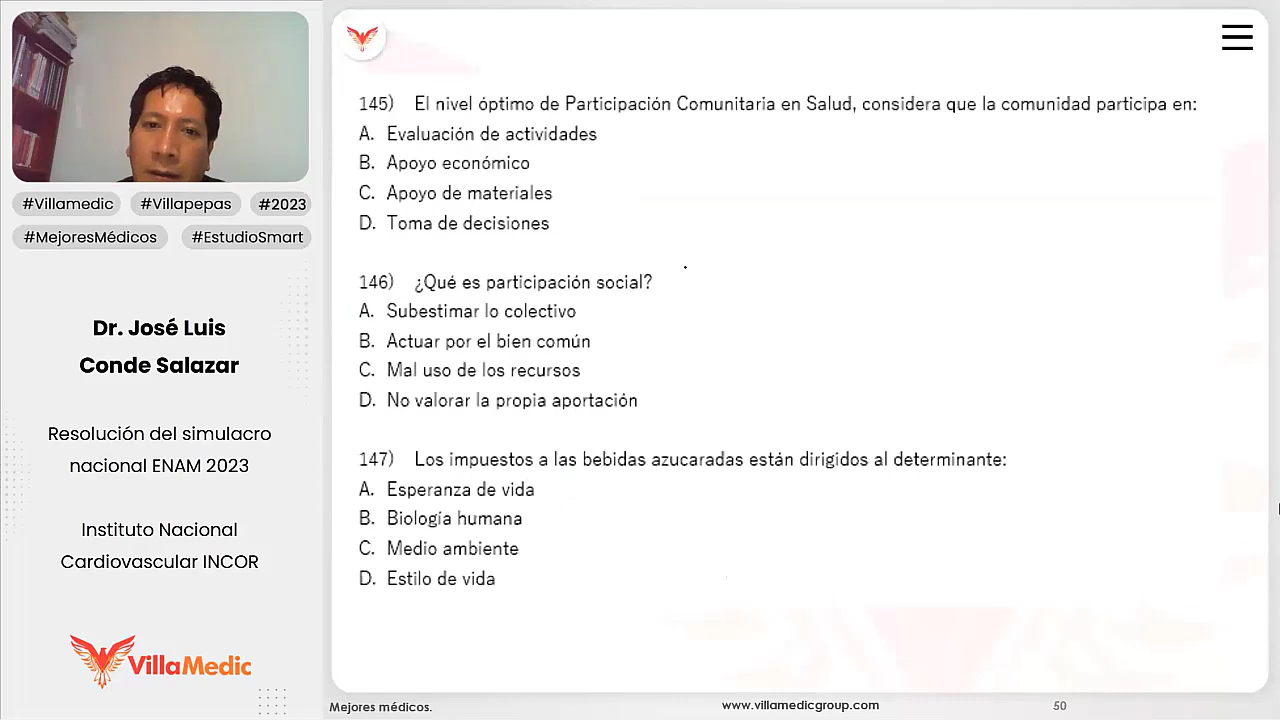 #Villamedic #Villapepas #2023
#MejoresMédicos #EstudioSmart
Dr. José Luis
Conde Salazar
Resolución del simulacro
nacional ENAM 2023
Instituto Nacional
Cardiovascular INCOR
VillaMedic
145) El nivel óptimo de Participación Comunitaria en Salud, considera que la comunidad participa en:
A. Evaluación de actividades
B. Apoyo económico
C. Apoyo de materiales
D. Toma de decisiones
146) ¿Qué es participación social?
A. Subestimar lo colectivo
B. Actuar por el bien común
C. Mal uso de los recursos
D. No valorar la propia aportación
147) Los impuestos a las bebidas azucaradas están dirigidos al determinante:
A. Esperanza de vida
B. Biología humana
C. Medio ambiente
D. Estilo de vida
Mejores médicos. www.villamedicgroup.com 50